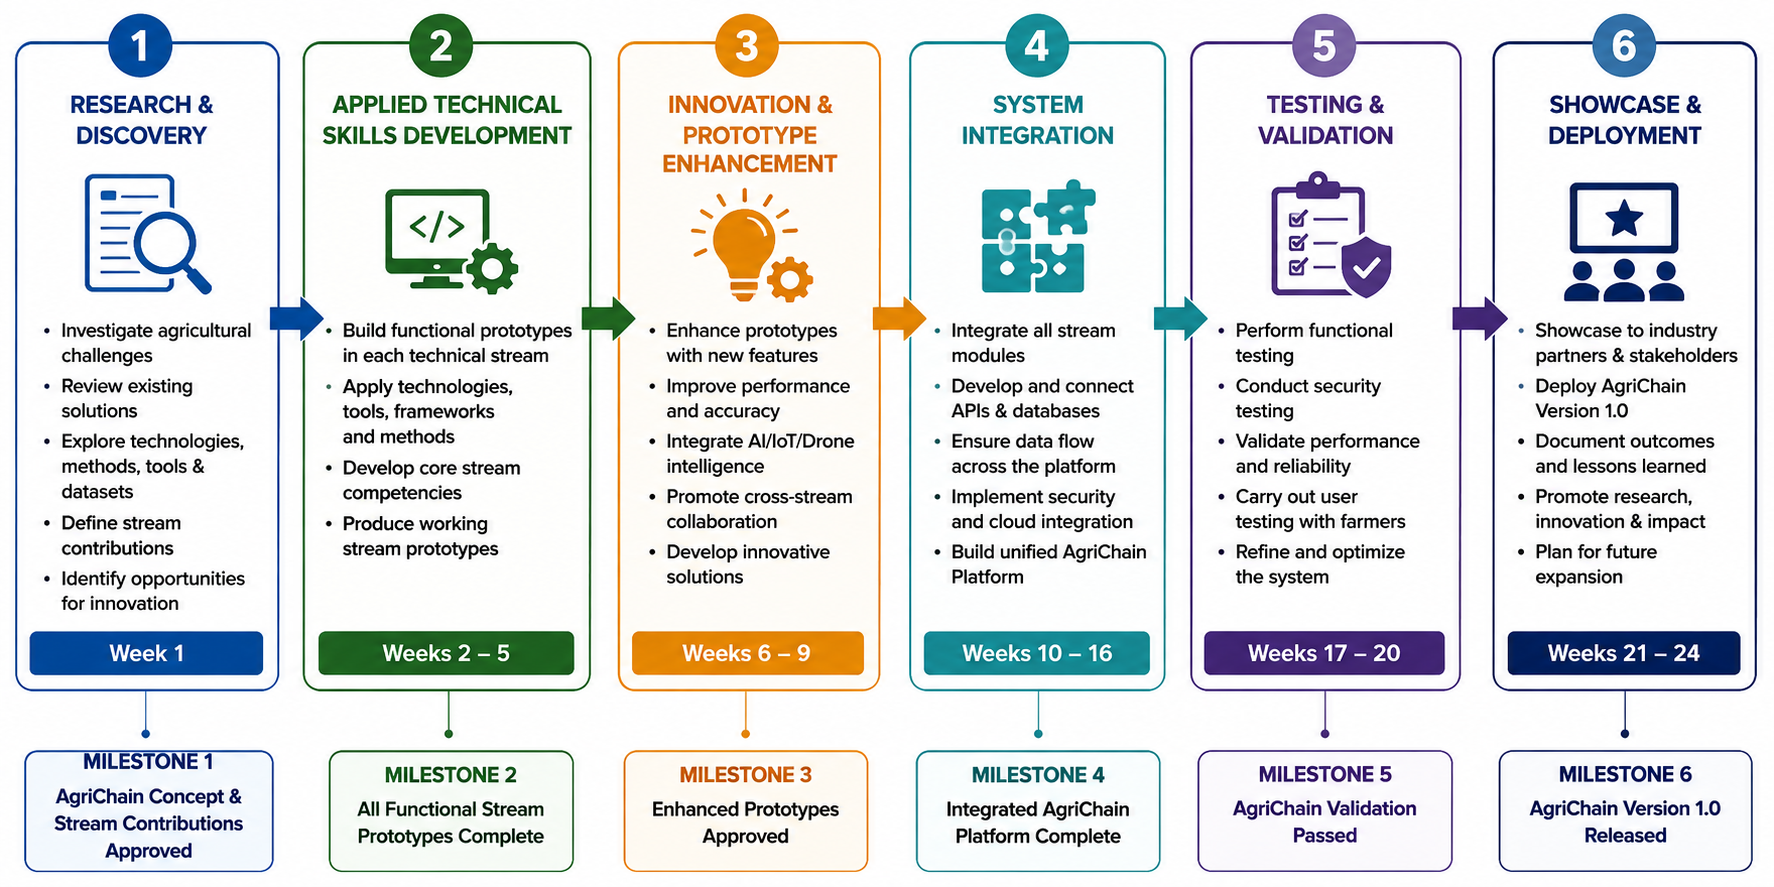 1
RESEARCH &
DISCOVERY
• Investigate agricultural
challenges
• Review existing
solutions
• Explore technologies,
methods, tools &
datasets
• Define stream
contributions
• Identify opportunities
for innovation
Week 1
MILESTONE 1
AgriChain Concept &
Stream Contributions
Approved
2
APPLIED TECHNICAL
SKILLS DEVELOPMENT
</>
• Build functional prototypes
in each technical stream
• Apply technologies,
tools, frameworks
and methods
• Develop core stream
competencies
• Produce working
stream prototypes
Weeks 2 – 5
MILESTONE 2
All Functional Stream
Prototypes Complete
3
INNOVATION &
PROTOTYPE
ENHANCEMENT
• Enhance prototypes
with new features
• Improve performance
and accuracy
• Integrate AI/IoT/Drone
intelligence
• Promote cross-stream
collaboration
• Develop innovative
solutions
Weeks 6 – 9
MILESTONE 3
Enhanced Prototypes
Approved
4
SYSTEM
INTEGRATION
• Integrate all stream
modules
• Develop and connect
APIs & databases
• Ensure data flow
across the platform
• Implement security
and cloud integration
• Build unified AgriChain
Platform
Weeks 10 – 16
MILESTONE 4
Integrated AgriChain
Platform Complete
5
TESTING &
VALIDATION
• Perform functional
testing
• Conduct security
testing
• Validate performance
and reliability
• Carry out user
testing with farmers
• Refine and optimize
the system
Weeks 17 – 20
MILESTONE 5
AgriChain Validation
Passed
6
SHOWCASE &
DEPLOYMENT
• Showcase to industry
partners & stakeholders
• Deploy AgriChain
Version 1.0
• Document outcomes
and lessons learned
• Promote research,
innovation & impact
• Plan for future
expansion
Weeks 21 – 24
MILESTONE 6
AgriChain Version 1.0
Released